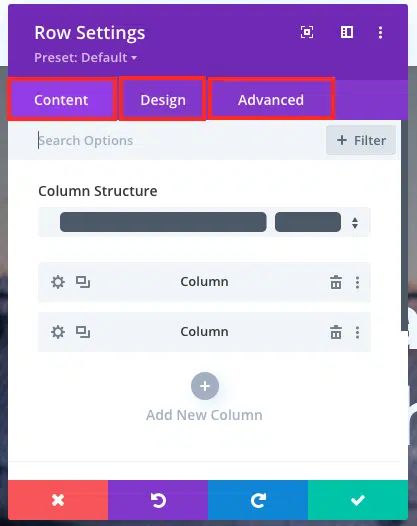 Row Settings
Preset: Default
Content Design Advanced
Search Options + Filter
Column Structure
Column
Column
Add New Column